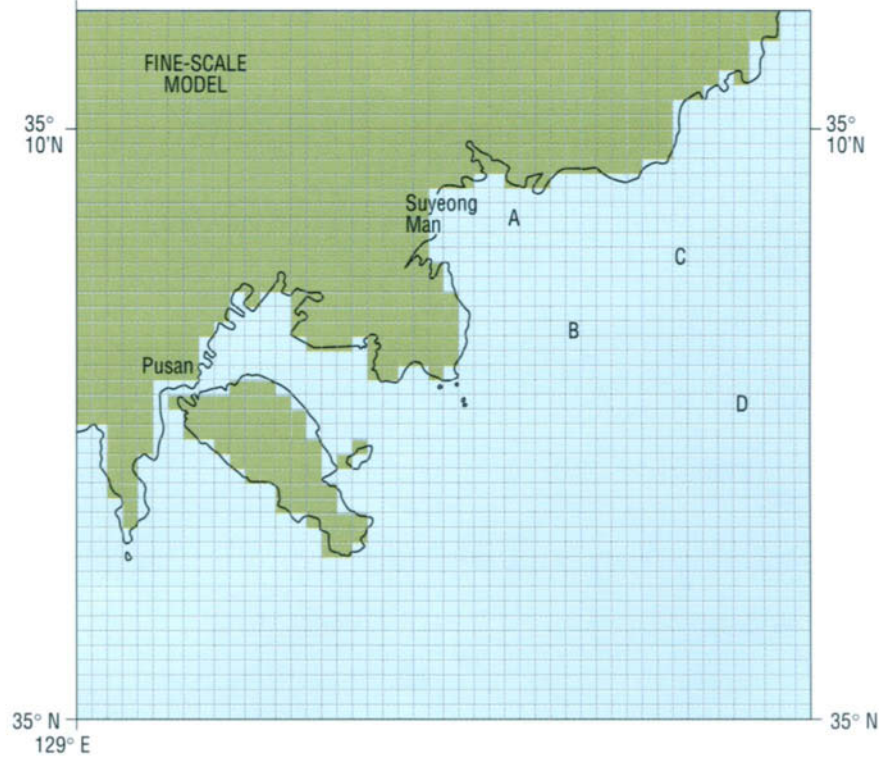 FINE-SCALE
MODEL
35°
10'N
35°
10'N
Suyeong
Man
A
C
B
Pusan
D
35° N
35° N
129° E